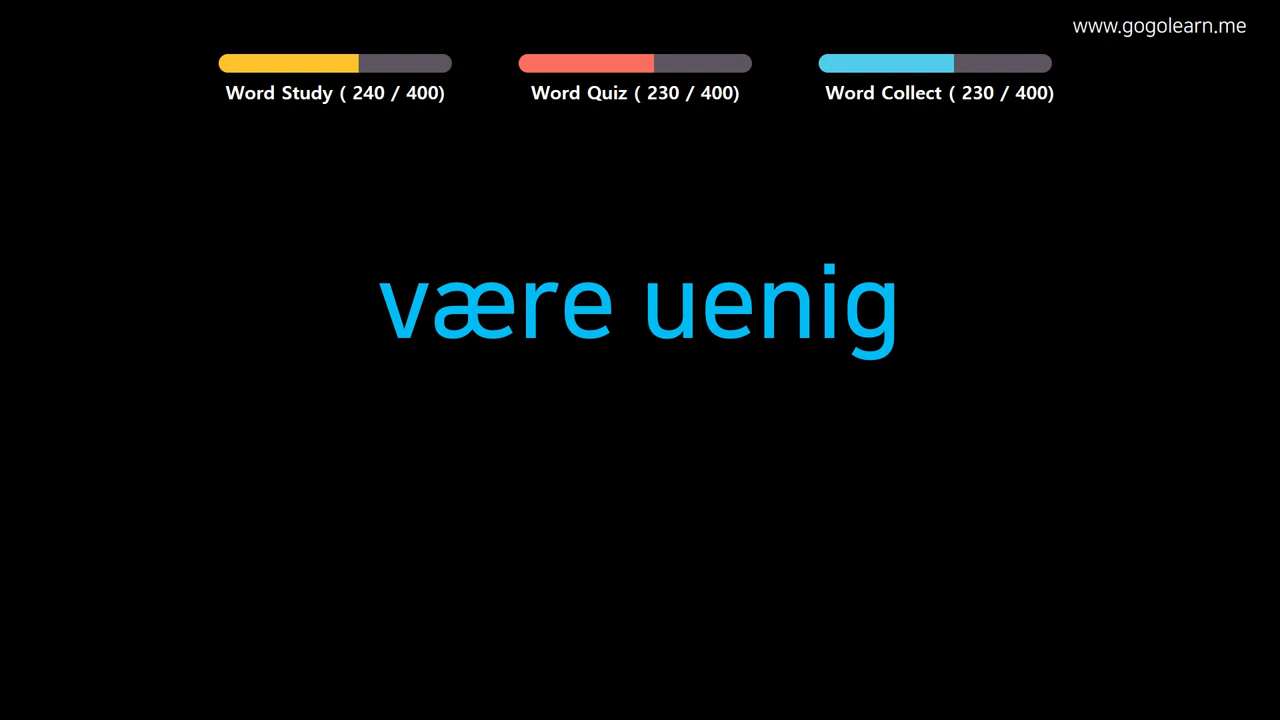 www.gogolearn.me
Word Study ( 240 / 400)
Word Quiz ( 230 / 400)
Word Collect ( 230 / 400)
være uenig